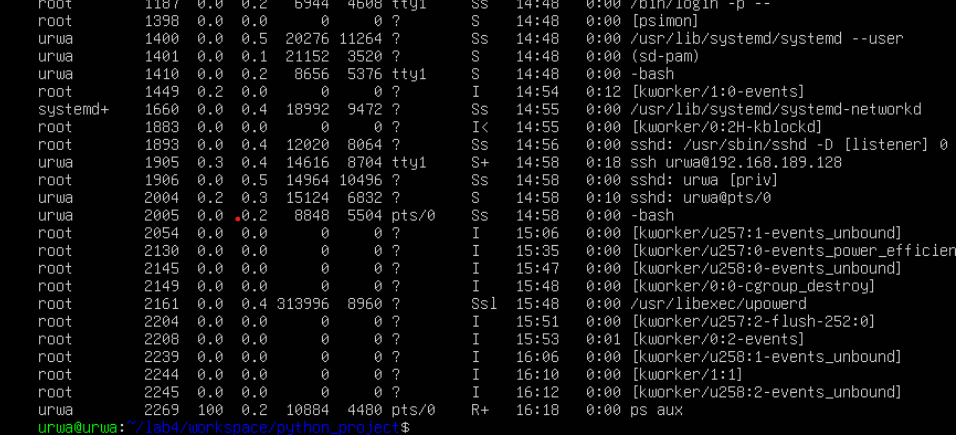 root 1187 0.0 0.2 6944 4608 tty1 Ss 14:48 0:00 /bin/login -p --
root 1393 0.0 0.0 0 0 ? S 14:48 0:00 [psimon]
urwa 1400 0.0 0.5 20276 11264 ? Ss 14:48 0:00 /usr/lib/systemd/systemd --user
urwa 1401 0.0 0.1 21152 3520 ? S 14:48 0:00 (sd-pam)
urwa 1410 0.0 0.2 8656 5376 tty1 S 14:48 0:00 -bash
root 1449 0.2 0.0 0 0 ? I 14:54 0:12 [kworker/1:0-events]
systemd+ 1660 0.0 0.4 18992 9472 ? Ss 14:55 0:00 /usr/lib/systemd/systemd-networkd
root 1883 0.0 0.0 0 0 ? I< 14:55 0:00 [kworker/0:2H-kblockd]
root 1893 0.0 0.4 12020 8064 ? Ss 14:56 0:00 sshd: /usr/sbin/sshd -D [listener] 0
urwa 1905 0.3 0.4 14616 8704 tty1 S+ 14:58 0:18 ssh urwa@192.168.189.128
root 1906 0.0 0.5 14964 10496 ? Ss 14:58 0:00 sshd: urwa [priv]
urwa 2004 0.2 0.3 15124 6832 ? S 14:58 0:10 sshd: urwa@pts/0
urwa 2005 0.0 0.2 8848 5504 pts/0 Ss 14:58 0:00 -bash
root 2054 0.0 0.0 0 0 ? I 15:06 0:00 [kworker/u257:1-events_unbound]
root 2130 0.0 0.0 0 0 ? I 15:35 0:00 [kworker/u257:0-events_power_efficien
root 2145 0.0 0.0 0 0 ? I 15:47 0:00 [kworker/u258:0-events_unbound]
root 2149 0.0 0.0 0 0 ? I 15:48 0:00 [kworker/0:0-cgroup_destroy]
root 2161 0.0 0.4 313996 8960 ? Ssl 15:48 0:00 /usr/libexec/upowerd
root 2204 0.0 0.0 0 0 ? I 15:51 0:00 [kworker/u257:2-flush-252:0]
root 2208 0.0 0.0 0 0 ? I 15:53 0:01 [kworker/0:2-events]
root 2239 0.0 0.0 0 0 ? I 16:06 0:00 [kworker/u258:1-events_unbound]
root 2244 0.0 0.0 0 0 ? I 16:10 0:00 [kworker/1:1]
root 2245 0.0 0.0 0 0 ? I 16:12 0:00 [kworker/u258:2-events_unbound]
urwa 2269 100 0.2 10884 4480 pts/0 R+ 16:18 0:00 ps aux
urwa@urwa:~/lab4/workspace/python_project$